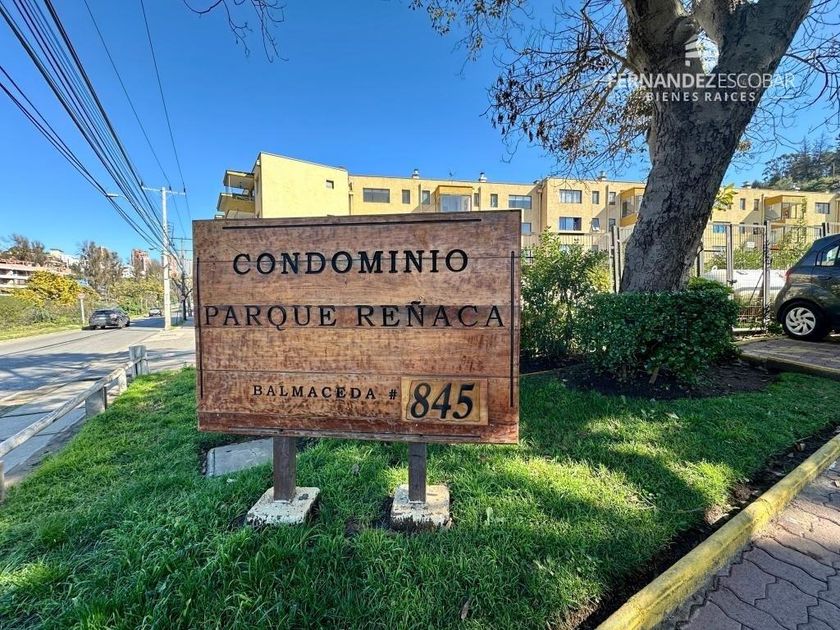 FERNANDEZESCOBAR
BIENES RAICES
CONDOMINIO
PARQUE REÑACA
BALMACEDA # 845